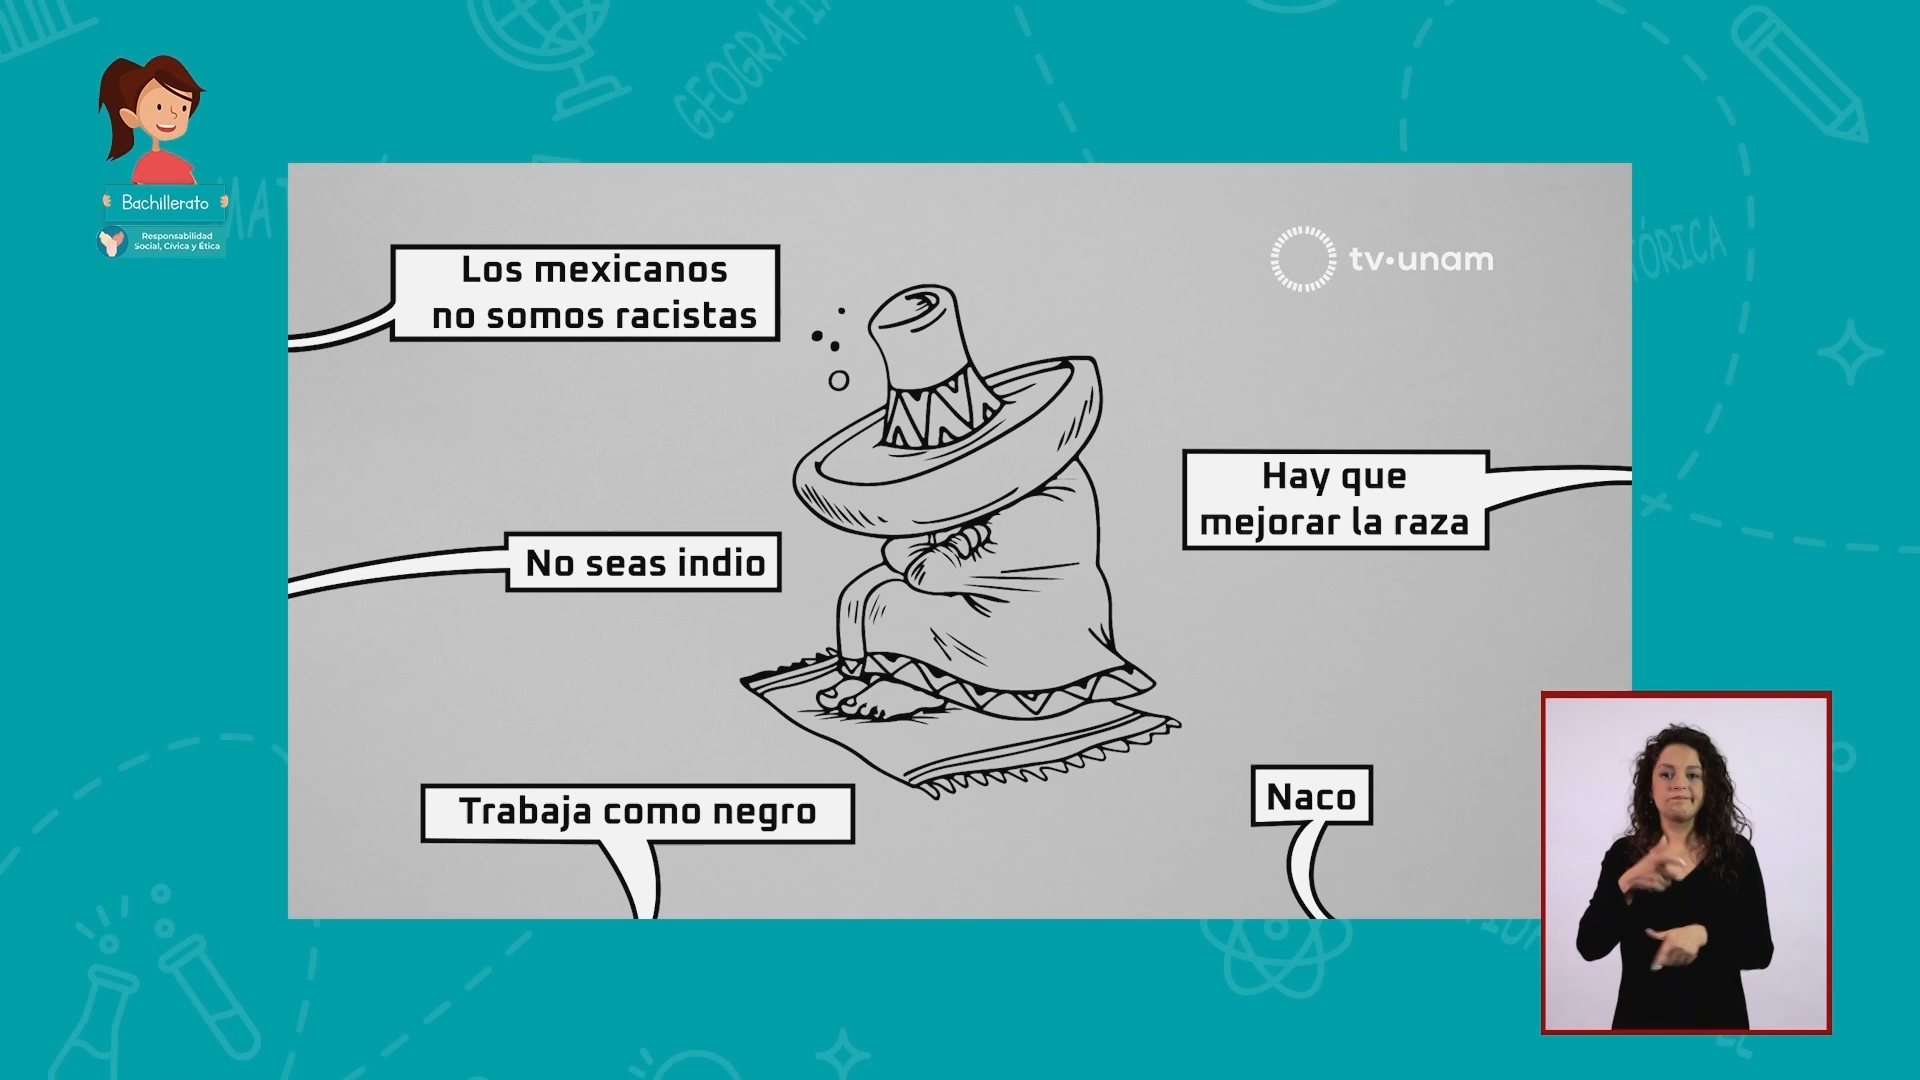 GEOGRAFÍA
Bachillerato
Responsabilidad
Social, Cívica y Ética
tv•unam
Los mexicanos
no somos racistas
Hay que
mejorar la raza
No seas indio
Trabaja como negro
Naco